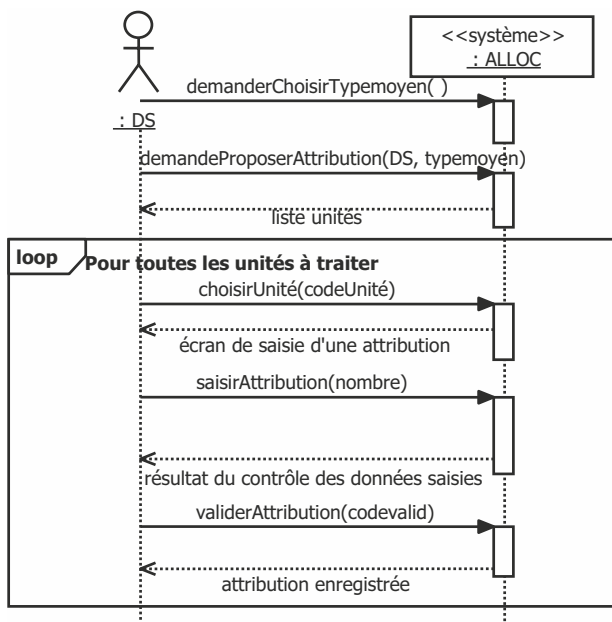 <<système>>
: ALLOC
demanderChoisirTypemoyen( )
: DS
demandeProposerAttribution(DS, typemoyen)
liste unités
loop
Pour toutes les unités à traiter
choisirUnité(codeUnité)
écran de saisie d'une attribution
saisirAttribution(nombre)
résultat du contrôle des données saisies
validerAttribution(codevalid)
attribution enregistrée